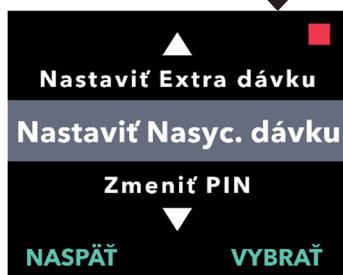 Nastaviť Extra dávku
Nastaviť Nasyc. dávku
Zmeniť PIN
NASPÄŤ VYBRAŤ